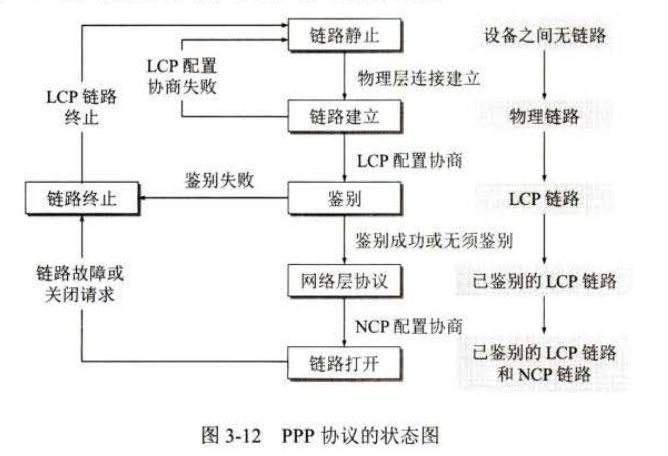 链路静止
设备之间无链路
LCP 配置
协商失败
物理层连接建立
LCP 链路
终止
链路建立
物理链路
LCP 配置协商
鉴别失败
链路终止
鉴别
LCP 链路
鉴别成功或无须鉴别
链路故障或
关闭请求
网络层协议
已鉴别的 LCP 链路
NCP 配置协商
链路打开
已鉴别的 LCP 链路
和 NCP 链路
图 3-12 PPP 协议的状态图